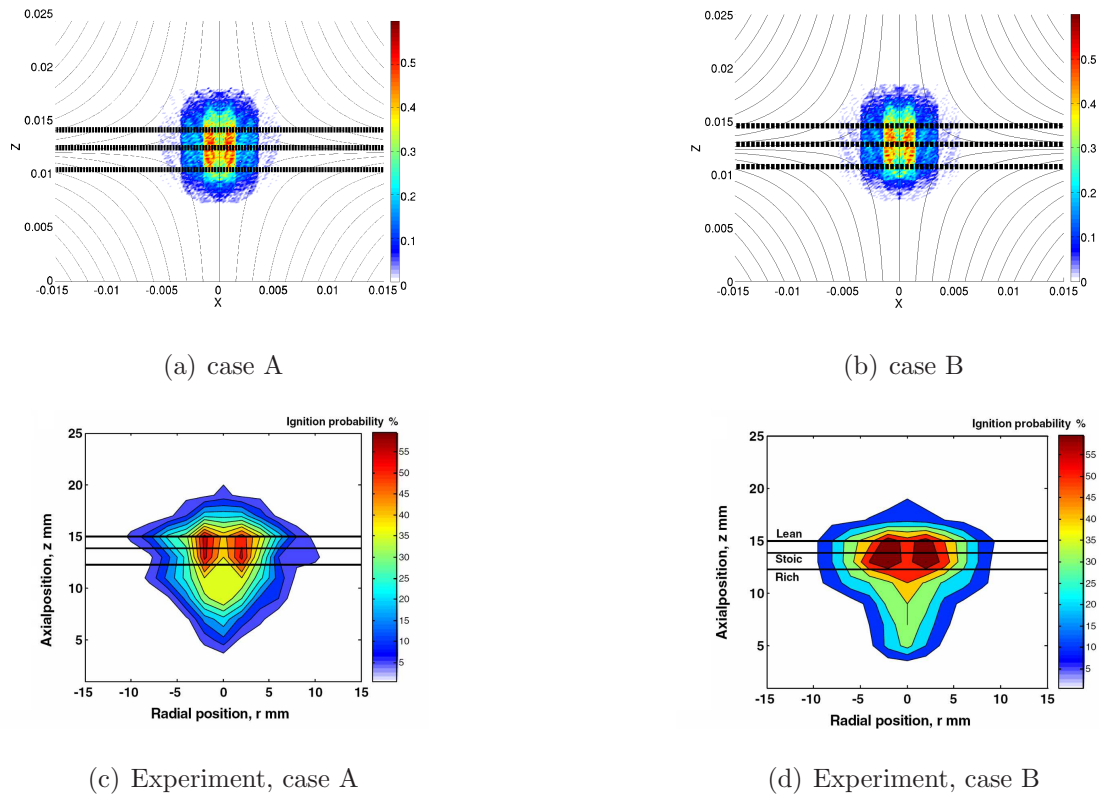 0.025
0.02
0.015
0.01
0.005
0
Z
-0.015 -0.01 -0.005 0 0.005 0.01 0.015
X
0.5
0.4
0.3
0.2
0.1
0
(a) case A
0.025
0.02
0.015
0.01
0.005
0
Z
-0.015 -0.01 -0.005 0 0.005 0.01 0.015
X
0.5
0.4
0.3
0.2
0.1
0
(b) case B
Ignition probability %
25
20
15
10
5
Axialposition, z mm
-15 -10 -5 0 5 10 15
Radial position, r mm
55
50
45
40
35
30
25
20
15
10
5
(c) Experiment, case A
Ignition probability %
25
20
15
10
5
Axialposition, z mm
Lean
Stoic
Rich
-15 -10 -5 0 5 10 15
Radial position, r mm
55
50
45
40
35
30
25
20
15
10
5
(d) Experiment, case B